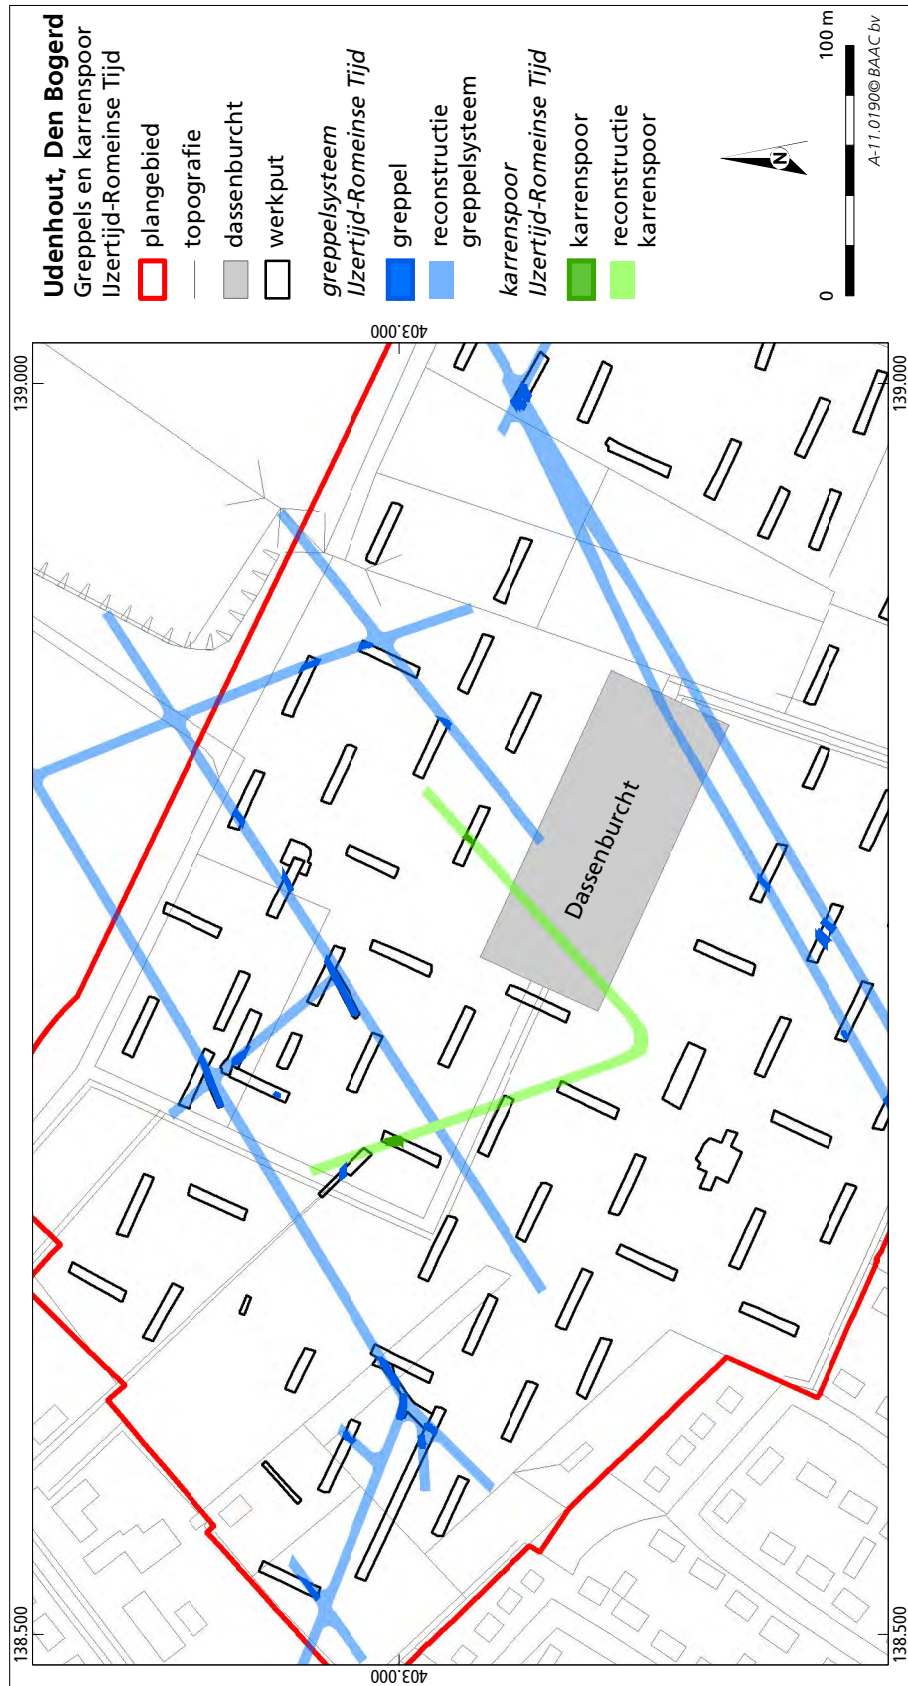 Udenhout, Den Bogerd
Greppels en karrenspoor
IJzertijd-Romeinse Tijd
plangebied
topografie
dassenburcht
werkput
greppelsysteem
IJzertijd-Romeinse Tijd
greppel
reconstructie
greppelsysteem
karrenspoor
IJzertijd-Romeinse Tijd
karrenspoor
reconstructie
karrenspoor
N
0
100 m
A-11.0190© BAAC bv
139.000
403.000
139.000
Dassenburcht
138.500
403.000
138.500